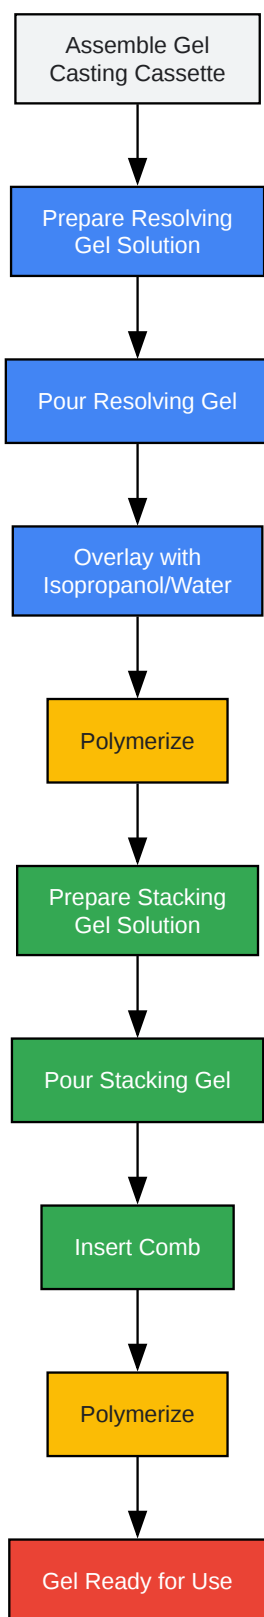 Assemble Gel
Casting Cassette
Prepare Resolving
Gel Solution
Pour Resolving Gel
Overlay with
Isopropanol/Water
Polymerize
Prepare Stacking
Gel Solution
Pour Stacking Gel
Insert Comb
Polymerize
Gel Ready for Use